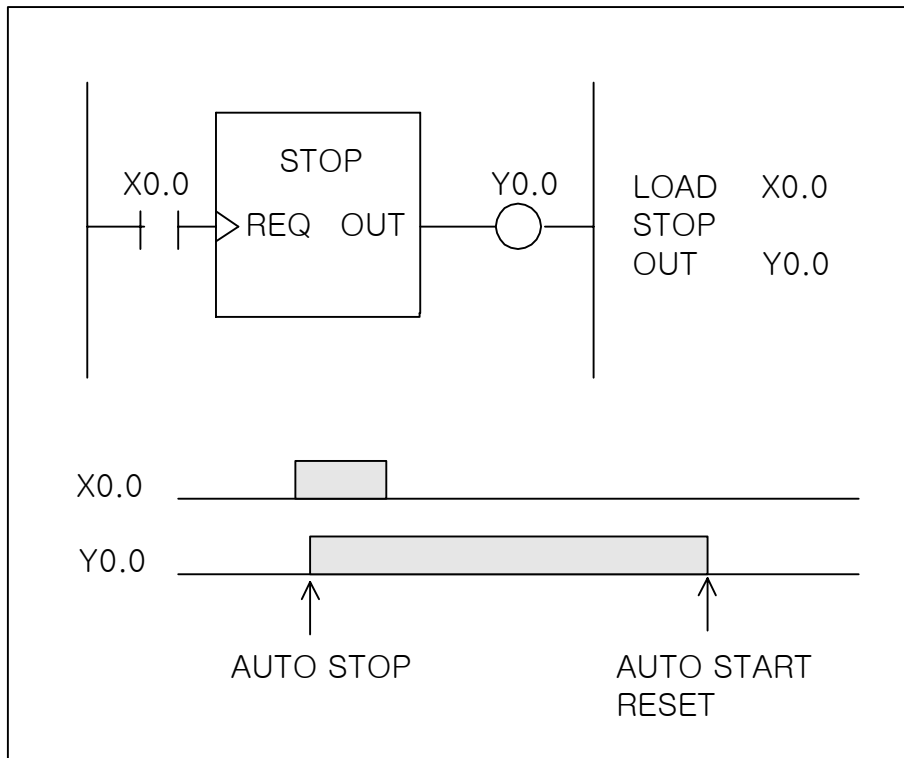 STOP
X0.0
REQ OUT
Y0.0
LOAD X0.0
STOP
OUT Y0.0
X0.0
Y0.0
AUTO STOP
AUTO START
RESET